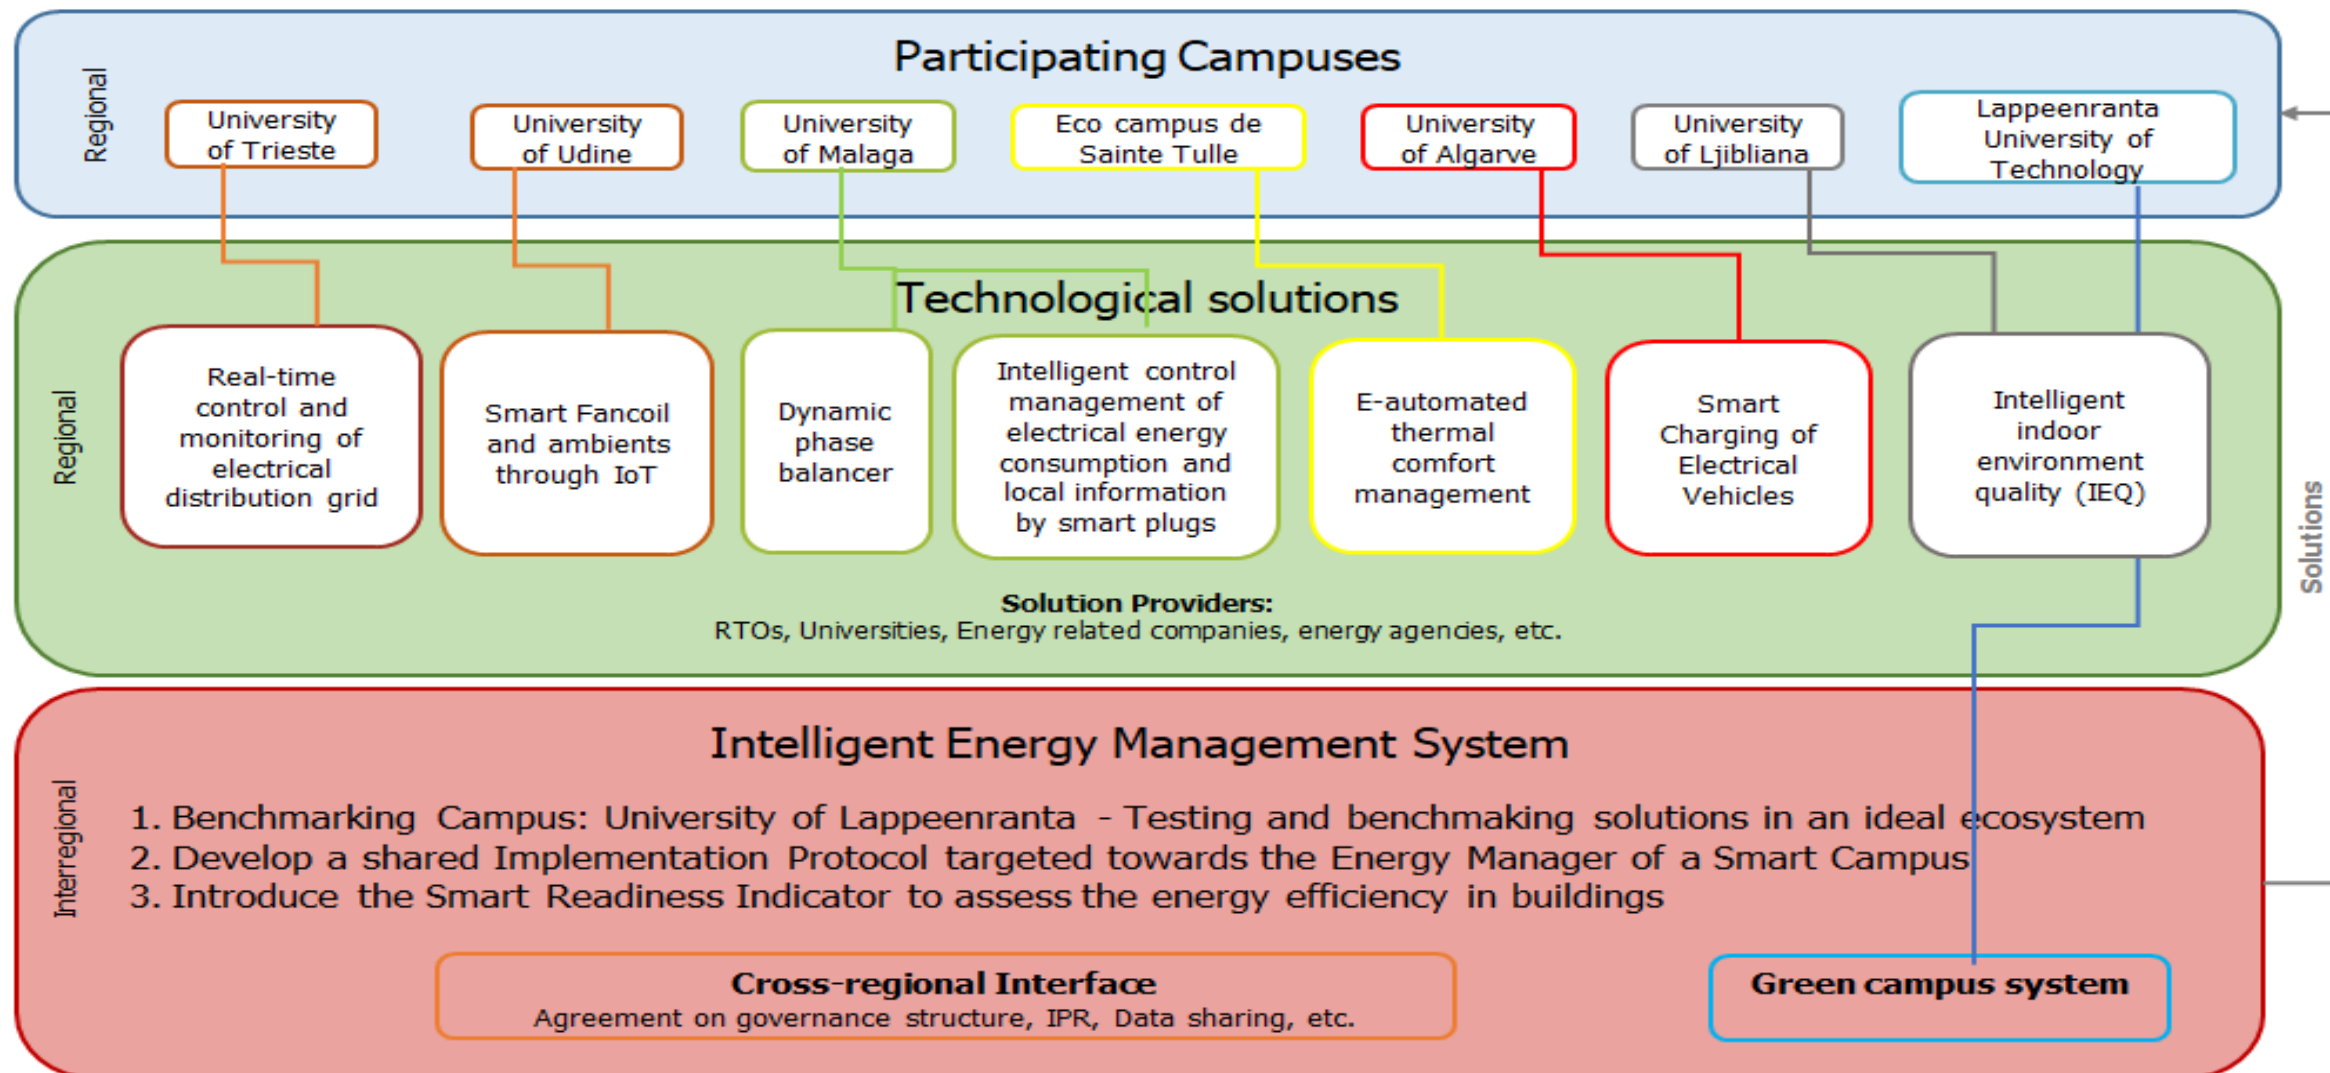 Participating Campuses
Regional
University
of Trieste
University
of Udine
University
of Malaga
Eco campus de
Sainte Tulle
University
of Algarve
University
of Ljibliana
Lappeenranta
University of
Technology
Technological solutions
Regional
Real-time
control and
monitoring of
electrical
distribution grid
Smart Fancoil
and ambients
through IoT
Dynamic
phase
balancer
Intelligent control
management of
electrical energy
consumption and
local information
by smart plugs
E-automated
thermal
comfort
management
Smart
Charging of
Electrical
Vehicles
Intelligent
indoor
environment
quality (IEQ)
Solution Providers:
RTOs, Universities, Energy related companies, energy agencies, etc.
Solutions
Intelligent Energy Management System
Interregional
1. Benchmarking Campus: University of Lappeenranta - Testing and benchmaking solutions in an ideal ecosystem
2. Develop a shared Implementation Protocol targeted towards the Energy Manager of a Smart Campus
3. Introduce the Smart Readiness Indicator to assess the energy efficiency in buildings
Cross-regional Interface
Agreement on governance structure, IPR, Data sharing, etc.
Green campus system